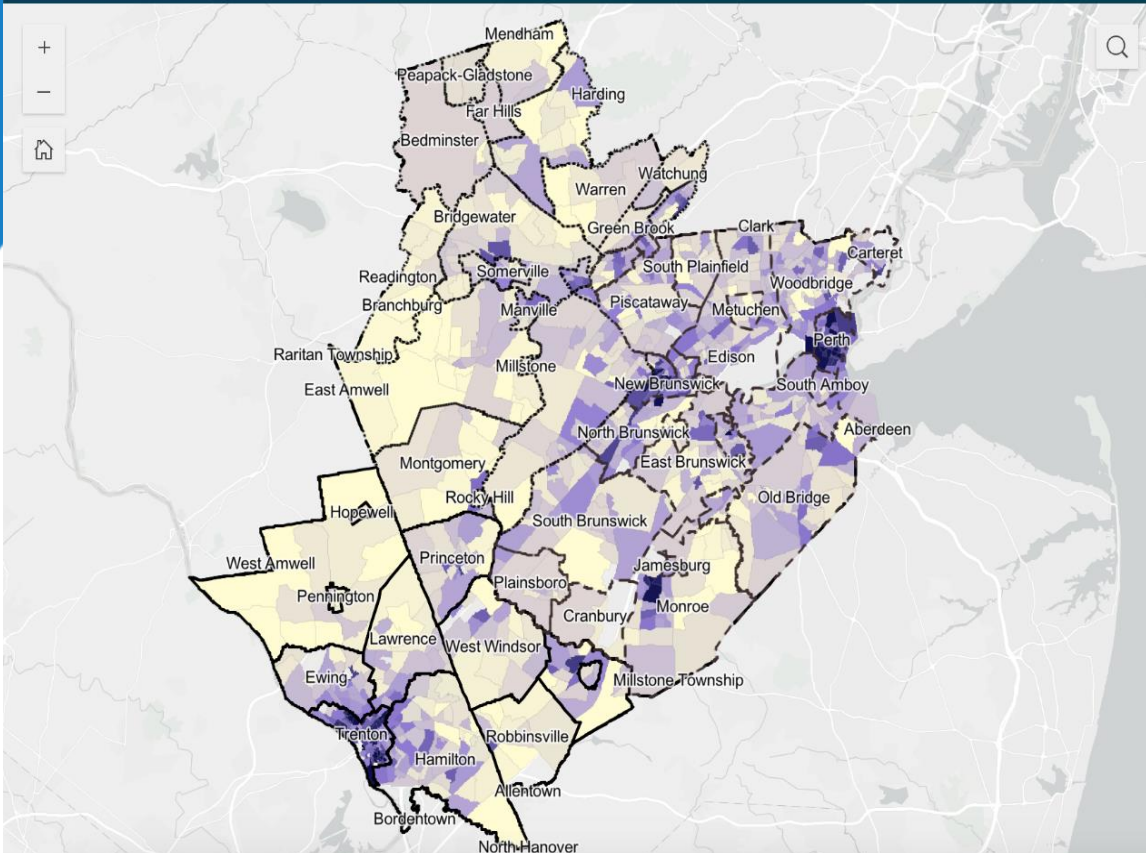 +
−
Mendham
Peapack-Gladstone
Harding
Far Hills
Bedminster
Watchung
Warren
Bridgewater
Green Brook
Clark
Carteret
Somerville
South Plainfield
Readington
Woodbridge
Branchburg
Manville
Piscataway
Metuchen
Perth
Raritan Township
Edison
Millstone
East Amwell
New Brunswick
South Amboy
North Brunswick
Aberdeen
East Brunswick
Montgomery
Rocky Hill
Old Bridge
Hopewell
South Brunswick
West Amwell
Princeton
Jamesburg
Plainsboro
Pennington
Monroe
Cranbury
Lawrence
West Windsor
Ewing
Millstone Township
Trenton
Robbinsville
Hamilton
Allentown
Bordentown
North Hanover